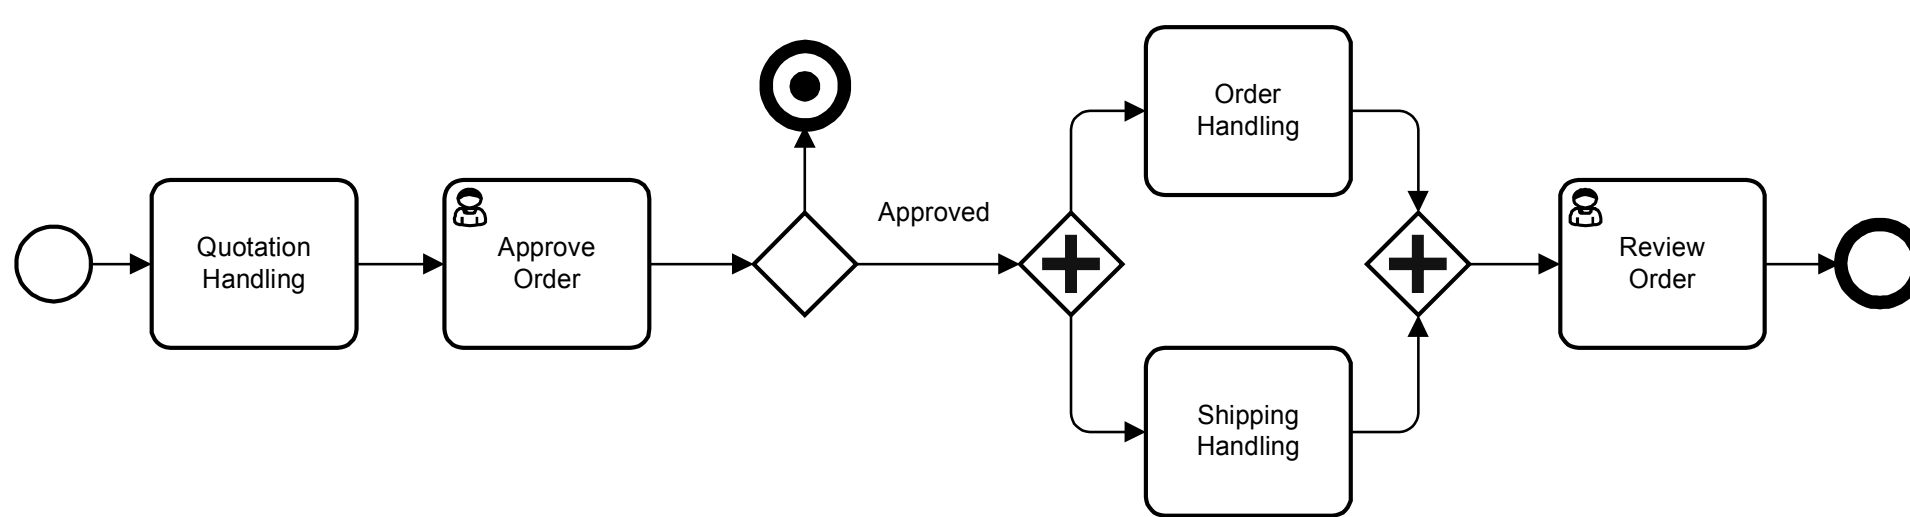 Quotation
Handling
Approve
Order
Approved
Order
Handling
Shipping
Handling
Review
Order